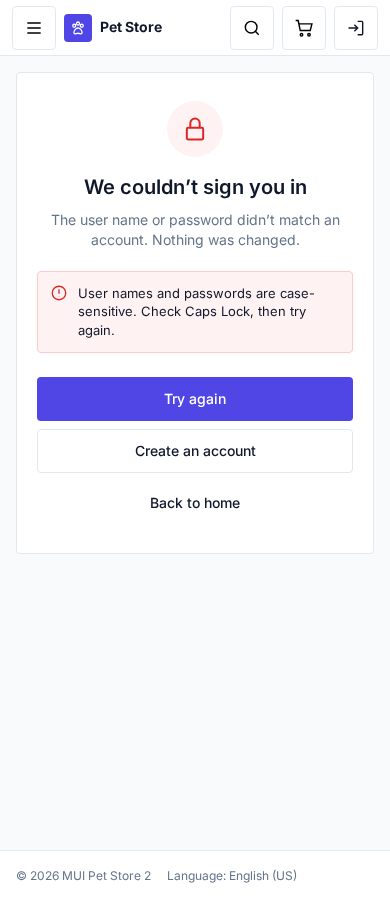 Pet Store
We couldn’t sign you in
The user name or password didn’t match an
account. Nothing was changed.
User names and passwords are case-
sensitive. Check Caps Lock, then try
again.
Try again
Create an account
Back to home
© 2026 MUI Pet Store 2 Language: English (US)